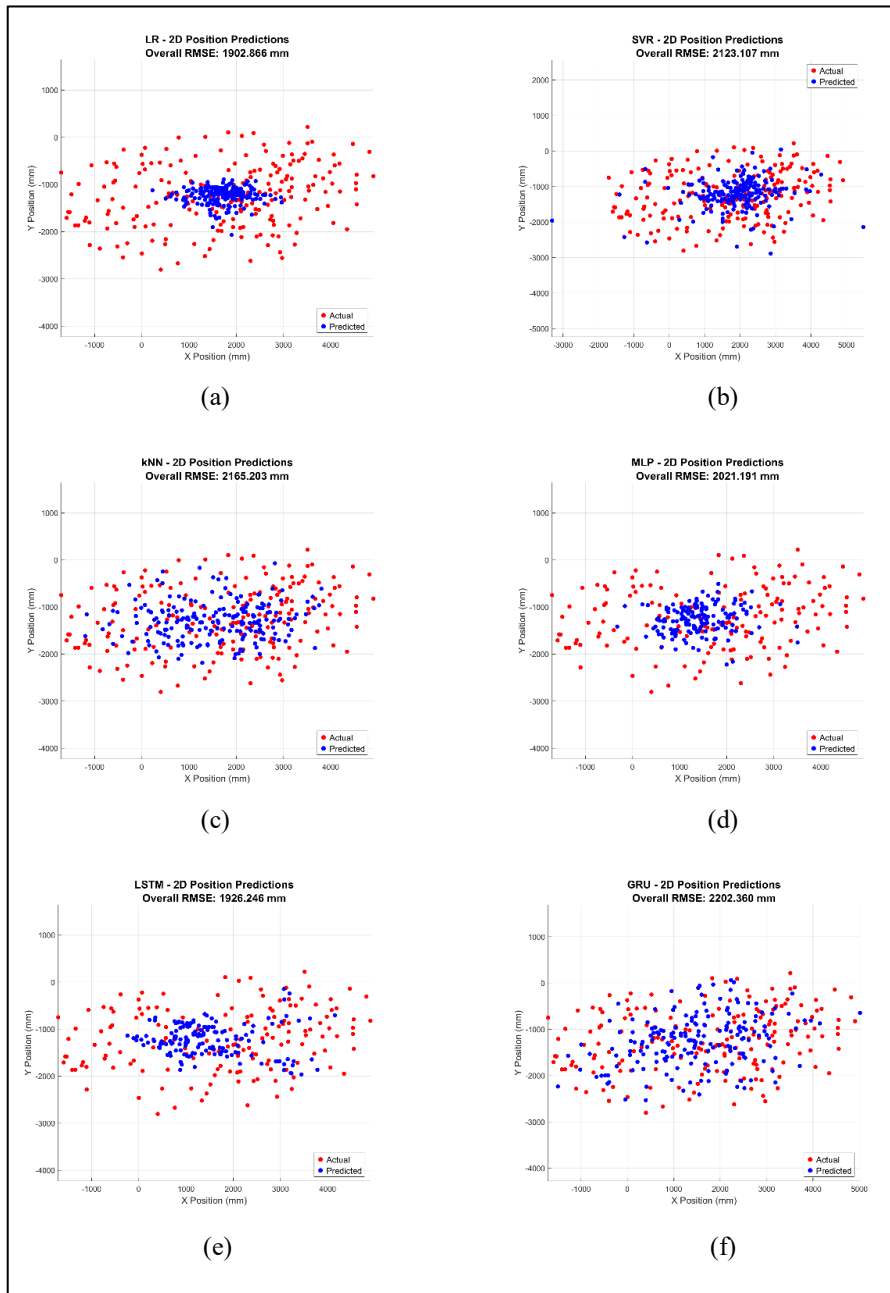 LR - 2D Position Predictions
Overall RMSE: 1902.866 mm
1000
0
-1000
-2000
-3000
-4000
Y Position (mm)
Actual
Predicted
-1000
0
1000
2000
3000
4000
X Position (mm)
(a)
SVR - 2D Position Predictions
Overall RMSE: 2123.107 mm
Actual
Predicted
2000
1000
0
-1000
-2000
-3000
-4000
-5000
Y Position (mm)
-3000
-2000
-1000
0
1000
2000
3000
4000
5000
X Position (mm)
(b)
kNN - 2D Position Predictions
Overall RMSE: 2165.203 mm
1000
0
-1000
-2000
-3000
-4000
Y Position (mm)
Actual
Predicted
-1000
0
1000
2000
3000
4000
X Position (mm)
(c)
MLP - 2D Position Predictions
Overall RMSE: 2021.191 mm
1000
0
-1000
-2000
-3000
-4000
Y Position (mm)
Actual
Predicted
-1000
0
1000
2000
3000
4000
X Position (mm)
(d)
LSTM - 2D Position Predictions
Overall RMSE: 1926.246 mm
1000
0
-1000
-2000
-3000
-4000
Y Position (mm)
Actual
Predicted
-1000
0
1000
2000
3000
4000
X Position (mm)
(e)
GRU - 2D Position Predictions
Overall RMSE: 2202.360 mm
1000
0
-1000
-2000
-3000
-4000
Y Position (mm)
Actual
Predicted
-1000
0
1000
2000
3000
4000
5000
X Position (mm)
(f)